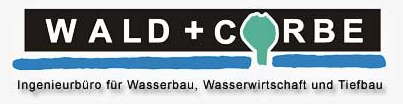 WALD + CORBE
Ingenieurbüro für Wasserbau, Wasserwirtschaft und Tiefbau